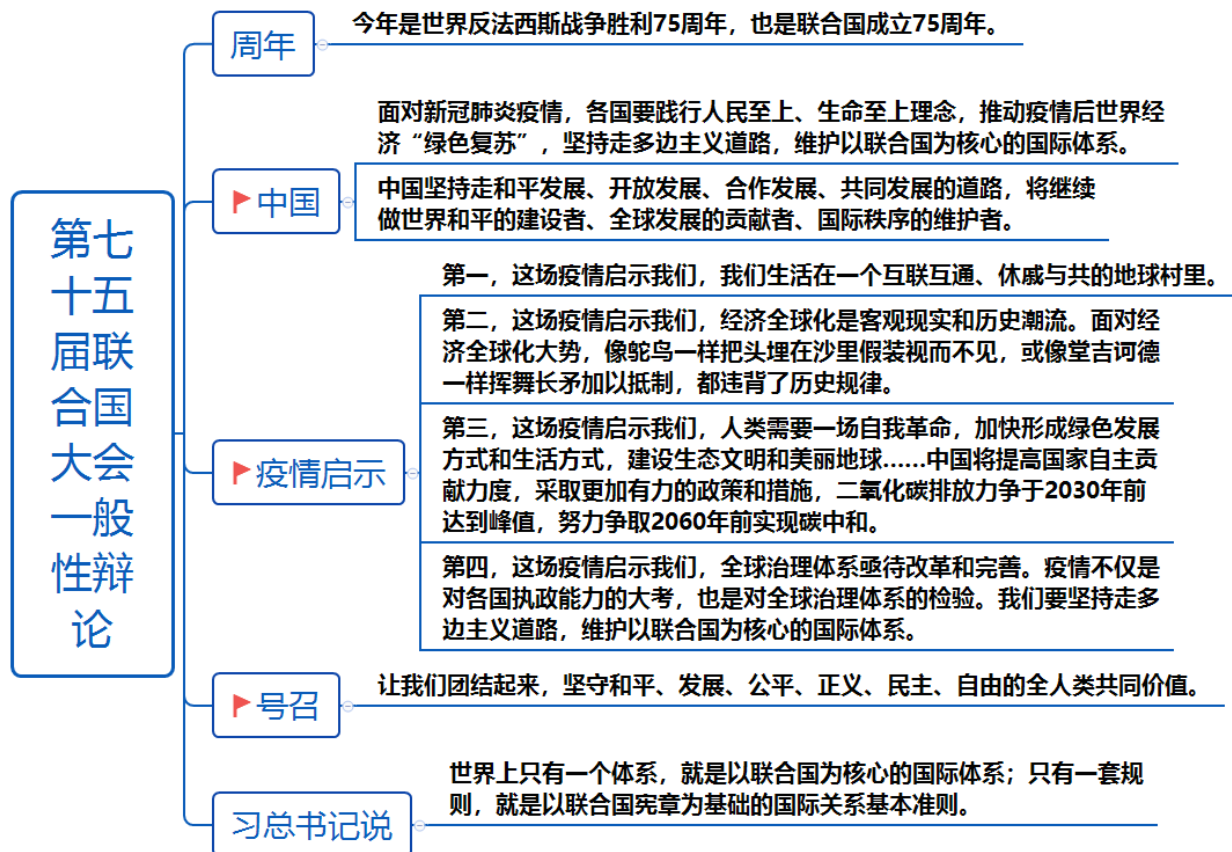 第七
十五
届联
合国
大会
一般
性辩
论
周年
今年是世界反法西斯战争胜利75周年，也是联合国成立75周年。
中国
面对新冠肺炎疫情，各国要践行人民至上、生命至上理念，推动疫情后世界经
济“绿色复苏”，坚持走多边主义道路，维护以联合国为核心的国际体系。
中国坚持走和平发展、开放发展、合作发展、共同发展的道路，将继续
做世界和平的建设者、全球发展的贡献者、国际秩序的维护者。
疫情启示
第一，这场疫情启示我们，我们生活在一个互联互通、休戚与共的地球村里。
第二，这场疫情启示我们，经济全球化是客观现实和历史潮流。面对经
济全球化大势，像鸵鸟一样把头埋在沙里假装视而不见，或像堂吉诃德
一样挥舞长矛加以抵制，都违背了历史规律。
第三，这场疫情启示我们，人类需要一场自我革命，加快形成绿色发展
方式和生活方式，建设生态文明和美丽地球......中国将提高国家自主贡
献力度，采取更加有力的政策和措施，二氧化碳排放力争于2030年前
达到峰值，努力争取2060年前实现碳中和。
第四，这场疫情启示我们，全球治理体系亟待改革和完善。疫情不仅是
对各国执政能力的大考，也是对全球治理体系的检验。我们要坚持走多
边主义道路，维护以联合国为核心的国际体系。
号召
让我们团结起来，坚守和平、发展、公平、正义、民主、自由的全人类共同价值。
习总书记说
世界上只有一个体系，就是以联合国为核心的国际体系；只有一套规
则，就是以联合国宪章为基础的国际关系基本准则。